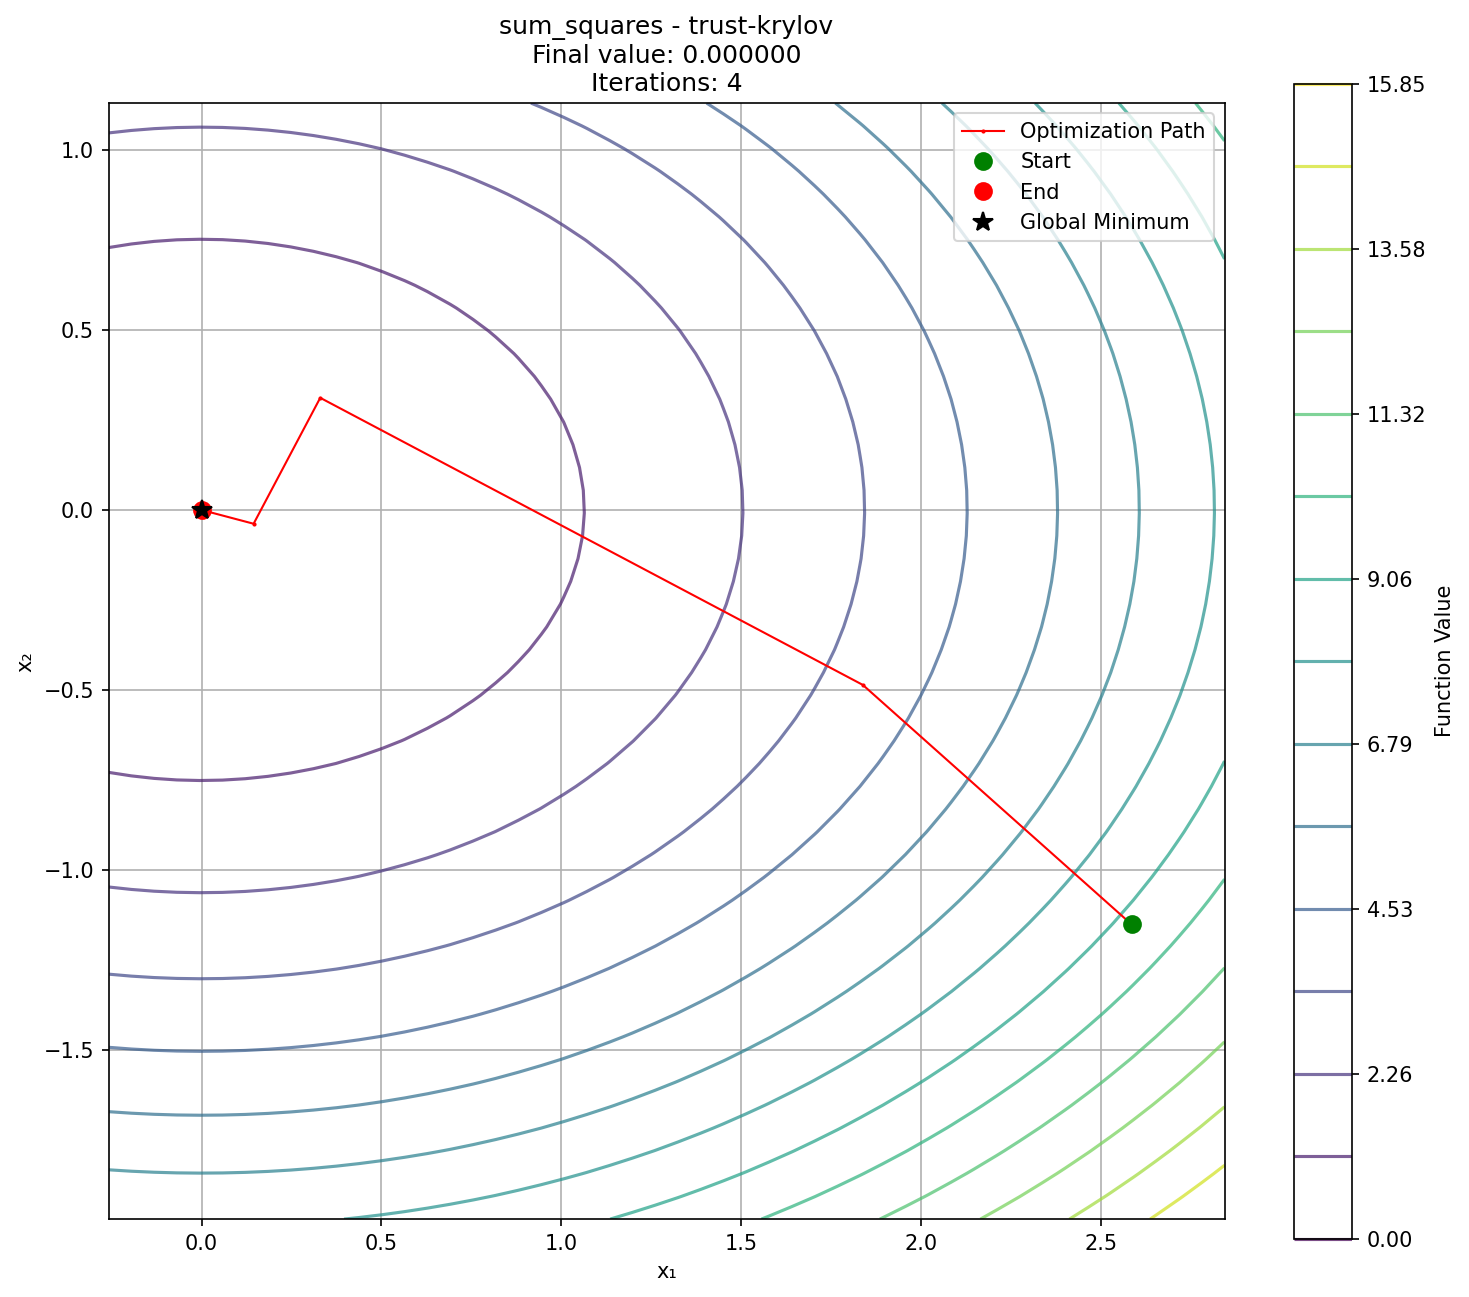 sum_squares - trust-krylov
Final value: 0.000000
Iterations: 4
Optimization Path
Start
End
Global Minimum
1.0
0.5
0.0
−0.5
−1.0
−1.5
x₂
0.0
0.5
1.0
1.5
2.0
2.5
x₁
15.85
13.58
11.32
9.06
6.79
4.53
2.26
0.00
Function Value